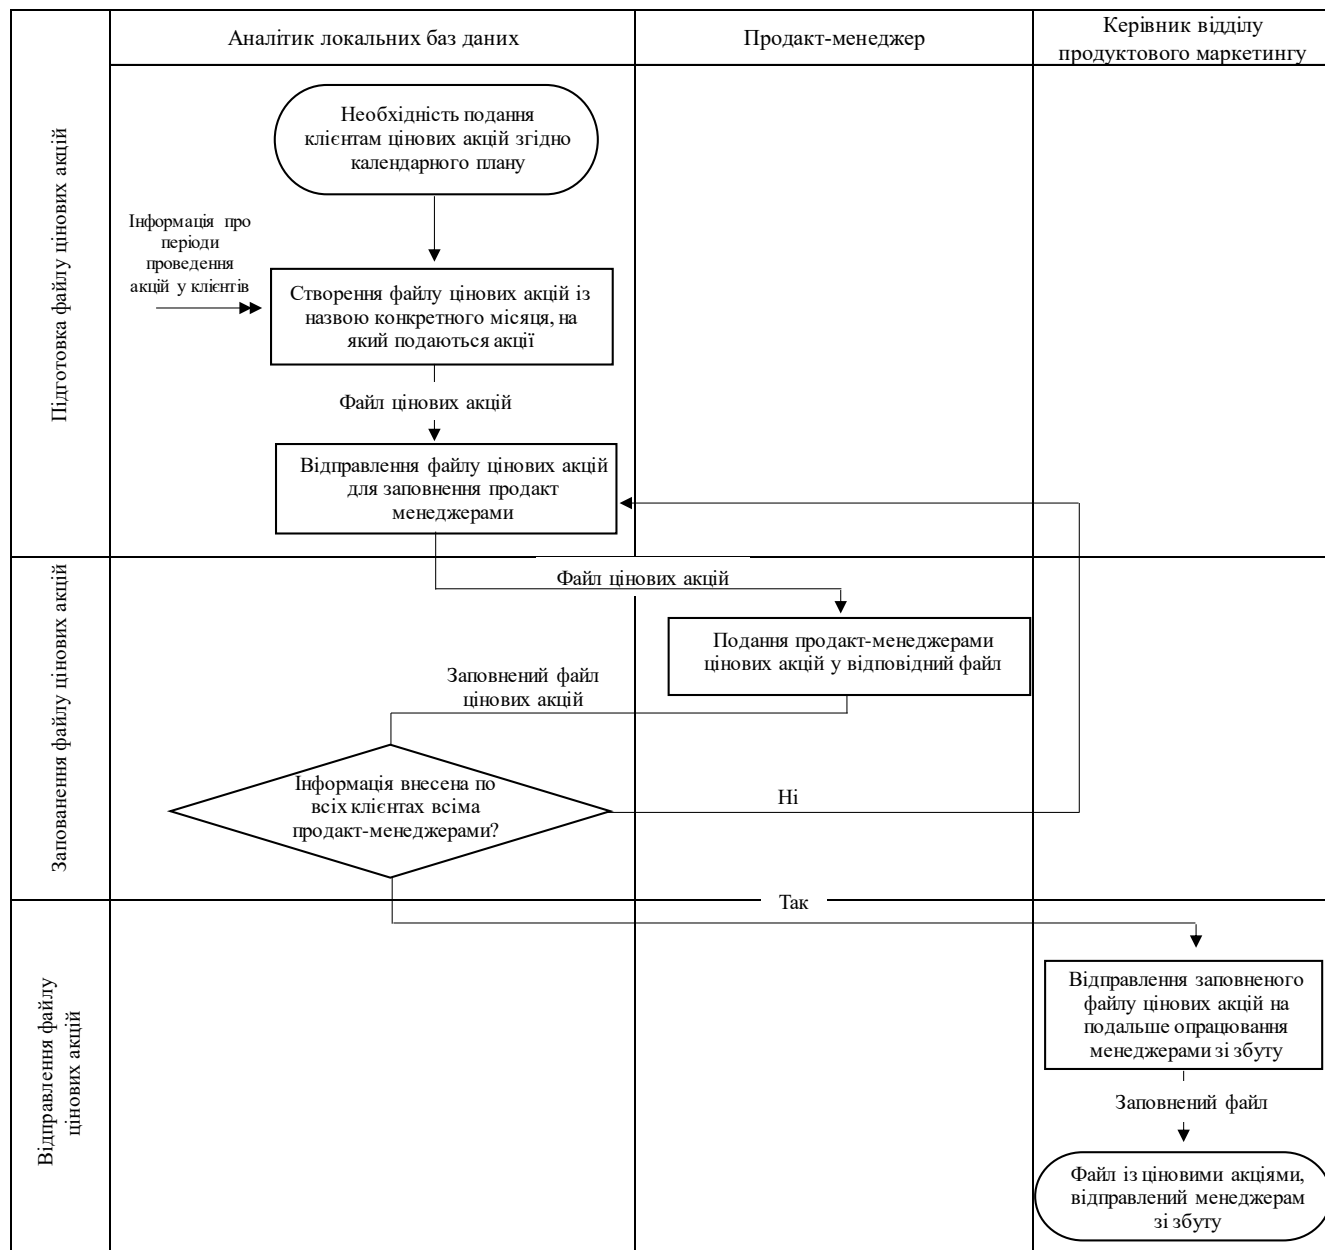 Аналітик локальних баз даних
Продакт-менеджер
Керівник відділу
продуктового маркетингу
Підготовка файлу цінових акцій
Необхідність подання
клієнтам цінових акцій згідно
календарного плану
Інформація про
періоди
проведення
акцій у клієнтів
Створення файлу цінових акцій із
назвою конкретного місяця, на
який подаються акції
Файл цінових акцій
Відправлення файлу цінових акцій
для заповнення продакт
менеджерами
Запованення файлу цінових акцій
Файл цінових акцій
Подання продакт-менеджерами
цінових акцій у відповідний файл
Заповнений файл
цінових акцій
Інформація внесена по
всіх клієнтах всіма
продакт-менеджерами?
Ні
Так
Відправлення файлу
цінових акцій
Відправлення заповненого
файлу цінових акцій на
подальше опрацювання
менеджерами зі збуту
Заповнений файл
Файл із ціновими акціями,
відправлений менеджерам
зі збуту